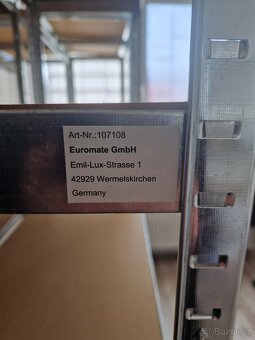 Art-Nr.:107108
Euromate GmbH
Emil-Lux-Strasse 1
42929 Wermelskirchen
Germany